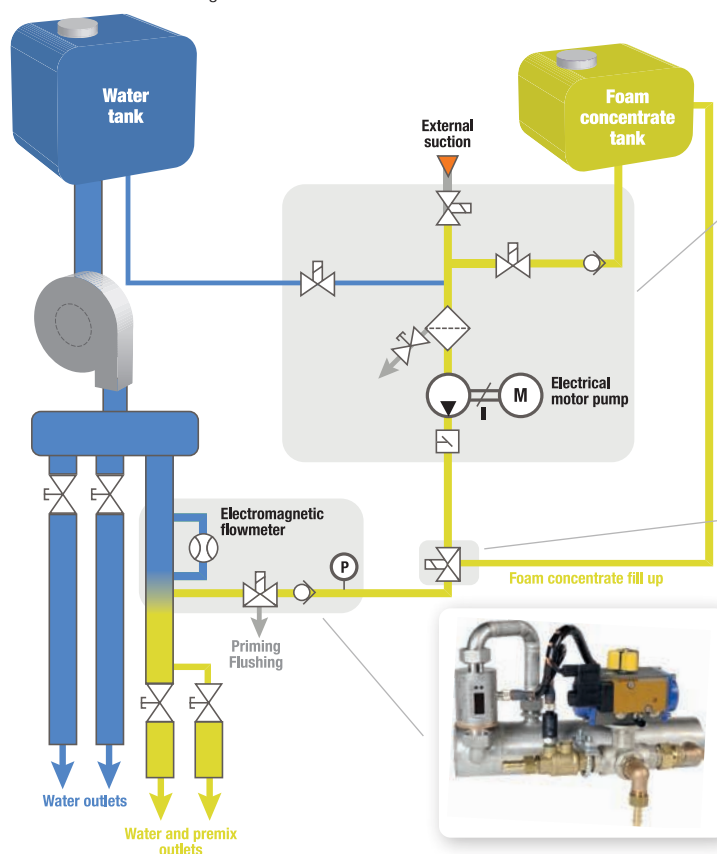 Water
tank
Foam
concentrate
tank
External
suction
M
Electrical
motor pump
Electromagnetic
flowmeter
P
Foam concentrate fill up
Priming
Flushing
Water outlets
Water and premix
outlets